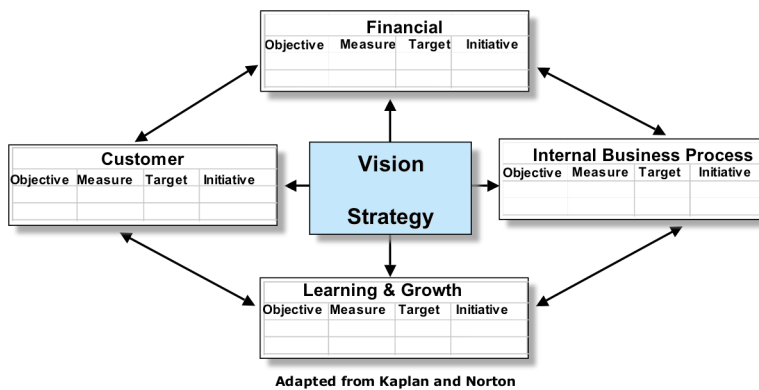 Financial
Objective Measure Target Initiative
Customer
Objective Measure Target Initiative
Vision
Strategy
Internal Business Process
Objective Measure Target Initiative
Learning & Growth
Objective Measure Target Initiative
Adapted from Kaplan and Norton